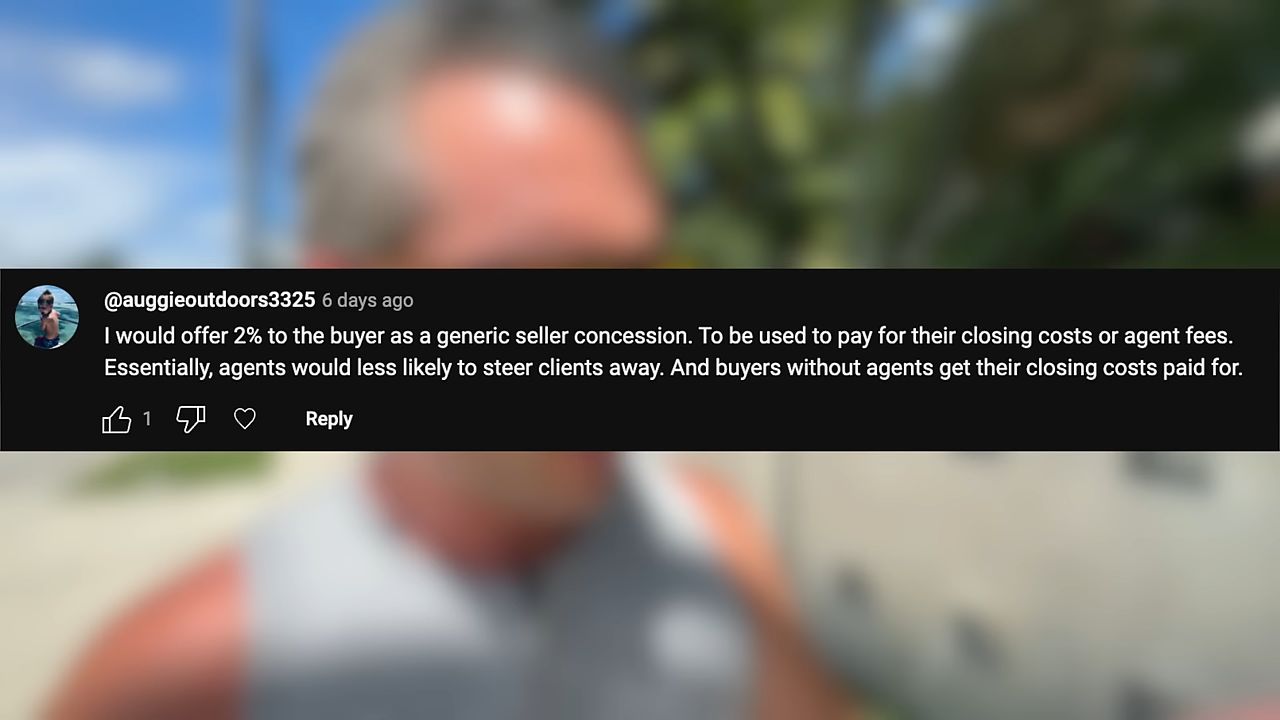 @auggieoutdoors3325 6 days ago
I would offer 2% to the buyer as a generic seller concession. To be used to pay for their closing costs or agent fees.
Essentially, agents would less likely to steer clients away. And buyers without agents get their closing costs paid for.
1 Reply